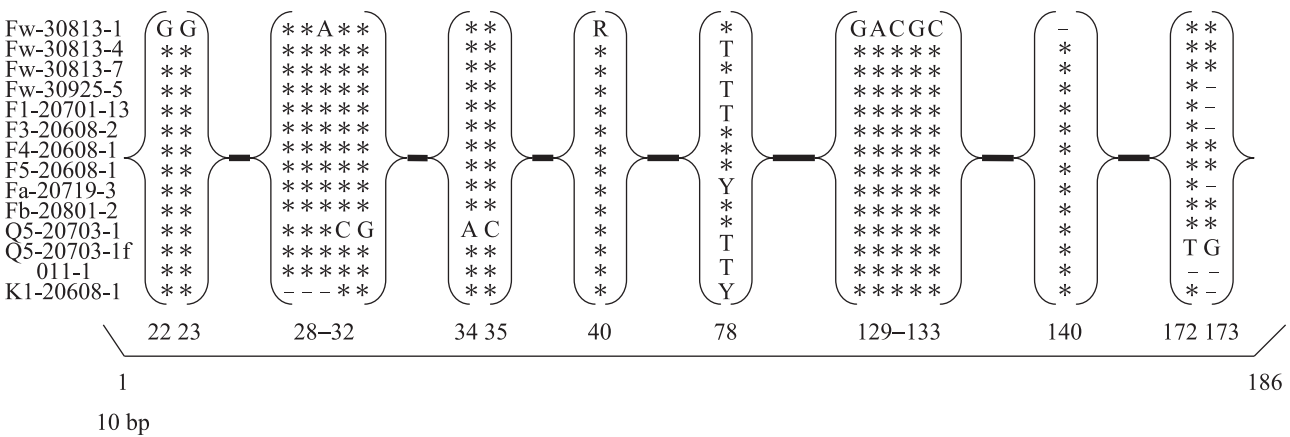 Fw-30813-1 G G * * A * * * * R * G A C G C – * *
Fw-30813-4 * * * * * * * * * * T * * * * * * * *
Fw-30813-7 * * * * * * * * * * * * * * * * * * *
Fw-30925-5 * * * * * * * * * * T * * * * * * * –
F1-20701-13 * * * * * * * * * * T * * * * * * * –
F3-20608-2 * * * * * * * * * * * * * * * * * * –
F4-20608-1 * * * * * * * * * * * * * * * * * * *
F5-20608-1 * * * * * * * * * * * * * * * * * * *
Fa-20719-3 * * * * * * * * * * Y * * * * * * * –
Fb-20801-2 * * * * * * * * * * * * * * * * * * *
Q5-20703-1 * * * * * C G A C * * * * * * * * * *
Q5-20703-1f * * * * * * * * * * T * * * * * * T G
011-1 * * * * * * * * * * T * * * * * * – –
K1-20608-1 * * – – – * * * * * Y * * * * * * * –
22 23 28–32 34 35 40 78 129–133 140 172 173
1 186
10 bp